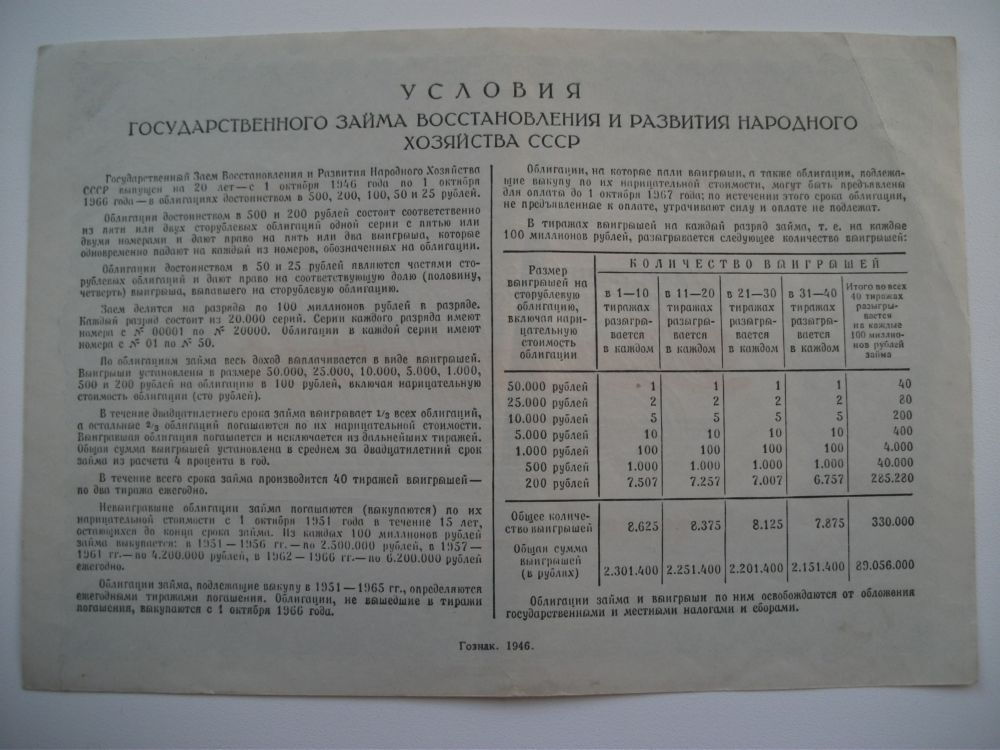 УСЛОВИЯ
ГОСУДАРСТВЕННОГО ЗАЙМА ВОССТАНОВЛЕНИЯ И РАЗВИТИЯ НАРОДНОГО
ХОЗЯЙСТВА СССР
Государственный Заем Восстановления и Развития Народного Хозяйства
СССР выпущен на 20 лет—с 1 октября 1946 года по 1 октября
1966 года—в облигациях достоинством в 500, 200, 100, 50 и 25 рублей.
Облигации достоинством в 500 и 200 рублей состоят соответственно
из пяти или двух сторублевых облигаций одной серии с пятью или
двумя номерами и дают право на пять или два выигрыша, которые
одновременно падают на каждый из номеров, обозначенных на облигации.
Облигации достоинством в 50 и 25 рублей являются частями сто-
рублевых облигаций и дают право на соответствующую долю (половину,
четверть) выигрыша, выпавшего на сторублевую облигацию.
Заем делится на разряды по 100 миллионов рублей в разряде.
Каждый разряд состоит из 20.000 серий. Серии каждого разряда имеют
номера с № 00001 по № 20000. Облигации в каждой серии имеют
номера с № 01 по № 50.
По облигациям займа весь доход выплачивается в виде выигрышей.
Выигрыши установлены в размере 50.000, 25.000, 10.000, 5.000, 1.000,
500 и 200 рублей на облигацию в 100 рублей, включая нарицательную
стоимость облигации (сто рублей).
В течение двадцатилетнего срока займа выигрывает 1/3 всех облигаций,
а остальные 2/3 облигаций погашаются по их нарицательной стоимости.
Выигравшая облигация погашается и исключается из дальнейших тиражей.
Общая сумма выигрышей установлена в среднем за двадцатилетний срок
займа из расчета 4 процента в год.
В течение всего срока займа производится 40 тиражей выигрышей—
по два тиража ежегодно.
Невыигравшие облигации займа погашаются (выкупаются) по их
нарицательной стоимости с 1 октября 1951 года в течение 15 лет,
остающихся до конца срока займа. Из каждых 100 миллионов рублей
займа выкупается: в 1951—1956 гг.—по 2.500.000 рублей, в 1957—
1961 гг.—по 4.200.000 рублей, в 1962—1966 гг.—по 6.200.000 рублей
ежегодно.
Облигации займа, подлежащие выкупу в 1951—1965 гг., определяются
ежегодными тиражами погашения. Облигации, не вышедшие в тиражи
погашения, выкупаются с 1 октября 1966 года.
Облигации, на которые пали выигрыши, а также облигации, подлежа-
щие выкупу по их нарицательной стоимости, могут быть предъявлены
для оплаты до 1 октября 1967 года; по истечении этого срока облигации,
не предъявленные к оплате, утрачивают силу и оплате не подлежат.
В тиражах выигрышей на каждый разряд займа, т. е. на каждые
100 миллионов рублей, разыгрывается следующее количество выигрышей:
Размер
выигрышей на
сторублевую
облигацию,
включая нари-
цательную
стоимость
облигации
КОЛИЧЕСТВО ВЫИГРЫШЕЙ
в 1—10
тиражах
разыгры-
вается
в каждом
в 11—20
тиражах
разыгры-
вается
в каждом
в 21—30
тиражах
разыгры-
вается
в каждом
в 31—40
тиражах
разыгры-
вается
в каждом
Итого во всех
40 тиражах
разыгры-
вается
на каждые
100 миллио-
нов рублей
займа
50.000 рублей 1 1 1 1 40
25.000 рублей 2 2 2 2 80
10.000 рублей 5 5 5 5 200
5.000 рублей 10 10 10 10 400
1.000 рублей 100 100 100 100 4.000
500 рублей 1.000 1.000 1.000 1.000 40.000
200 рублей 7.507 7.257 7.007 6.757 285.280
Общее количе-
ство выигрышей 8.625 8.375 8.125 7.875 330.000
Общая сумма
выигрышей
(в рублях) 2.301.400 2.251.400 2.201.400 2.151.400 89.056.000
Облигации займа и выигрыши по ним освобождаются от обложения
государственными и местными налогами и сборами.
Гознак. 1946.